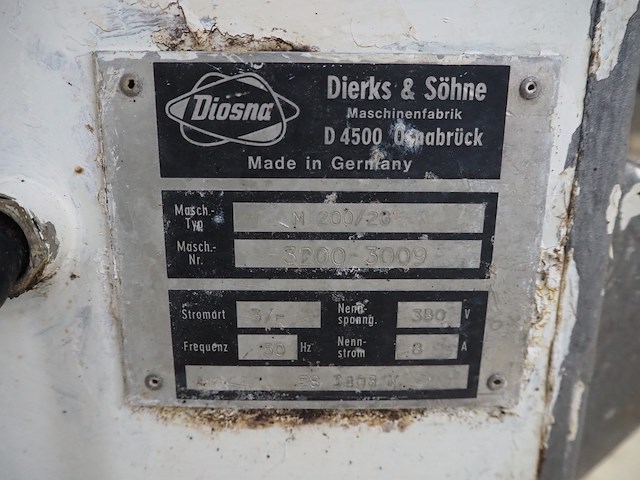 Diosna
Dierks & Söhne
Maschinenfabrik
D 4500 Osnabrück
Made in Germany
Masch.-Typ M 200/20
Masch.-Nr. 3200-3009
Stromart 3/~ Nenn-spanng. 380 V
Frequenz 50 Hz Nenn-strom 8 A